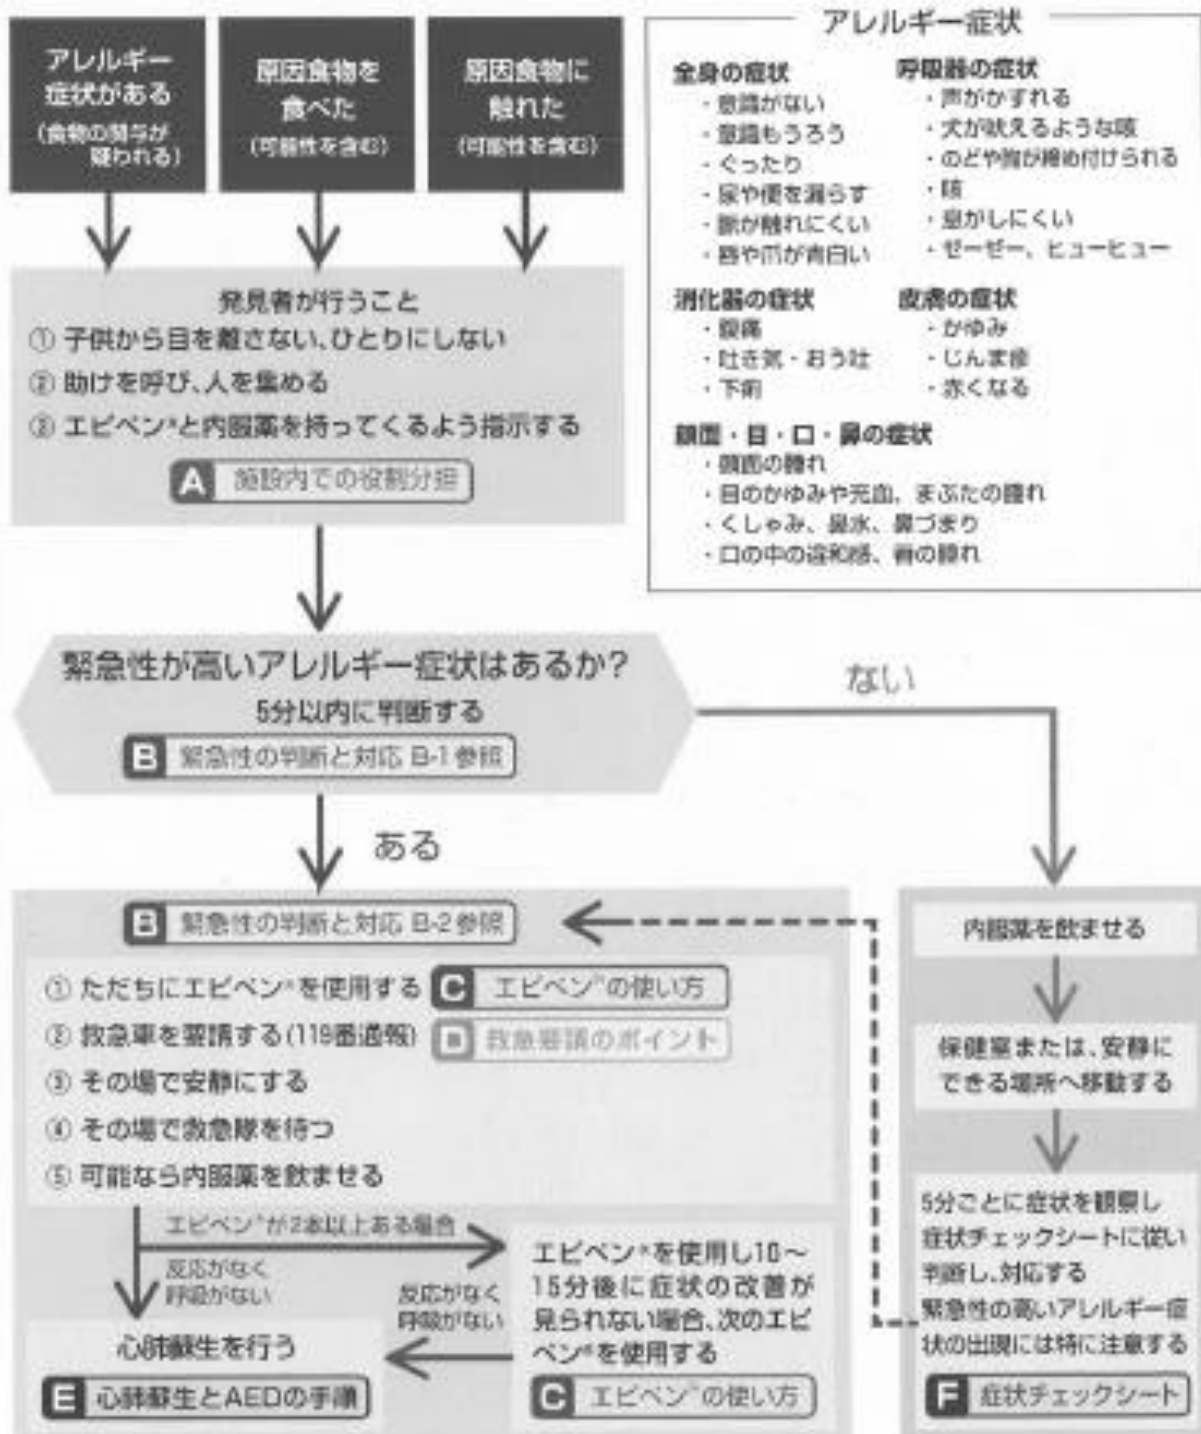 アレルギー
症状がある
(食物の関与が
疑われる)
原因食物を
食べた
(可能性を含む)
原因食物に
触れた
(可能性を含む)
発見者が行うこと
① 子供から目を離さない、ひとりにしない
② 助けを呼び、人を集める
③ エピペン®と内服薬を持ってくるよう指示する
A 施設内での役割分担
アレルギー症状
全身の症状
・意識がない
・意識もうろう
・ぐったり
・尿や便を漏らす
・脈が触れにくい
・唇や爪が青白い
呼吸器の症状
・声がかすれる
・犬が吠えるような咳
・のどや胸が締め付けられる
・咳
・息がしにくい
・ゼーゼー、ヒューヒュー
消化器の症状
・腹痛
・吐き気・おう吐
・下痢
皮膚の症状
・かゆみ
・じんま疹
・赤くなる
顔面・目・口・鼻の症状
・顔面の腫れ
・目のかゆみや充血、まぶたの腫れ
・くしゃみ、鼻水、鼻づまり
・口の中の違和感、唇の腫れ
緊急性が高いアレルギー症状はあるか?
5分以内に判断する
B 緊急性の判断と対応 B-1参照
ない
ある
B 緊急性の判断と対応 B-2参照
① ただちにエピペン®を使用する C エピペン®の使い方
② 救急車を要請する(119番通報) 救急要請のポイント
③ その場で安静にする
④ その場で救急隊を待つ
⑤ 可能なら内服薬を飲ませる
エピペン®が2本以上ある場合
反応がなく
呼吸がない
反応がなく
呼吸がない
エピペン®を使用し10~
15分後に症状の改善が
見られない場合、次のエピ
ペン®を使用する
C エピペン®の使い方
心肺蘇生を行う
E 心肺蘇生とAEDの手順
内服薬を飲ませる
保健室または、安静に
できる場所へ移動する
5分ごとに症状を観察し
症状チェックシートに従い
判断し、対応する
緊急性の高いアレルギー症
状の出現には特に注意する
F 症状チェックシート